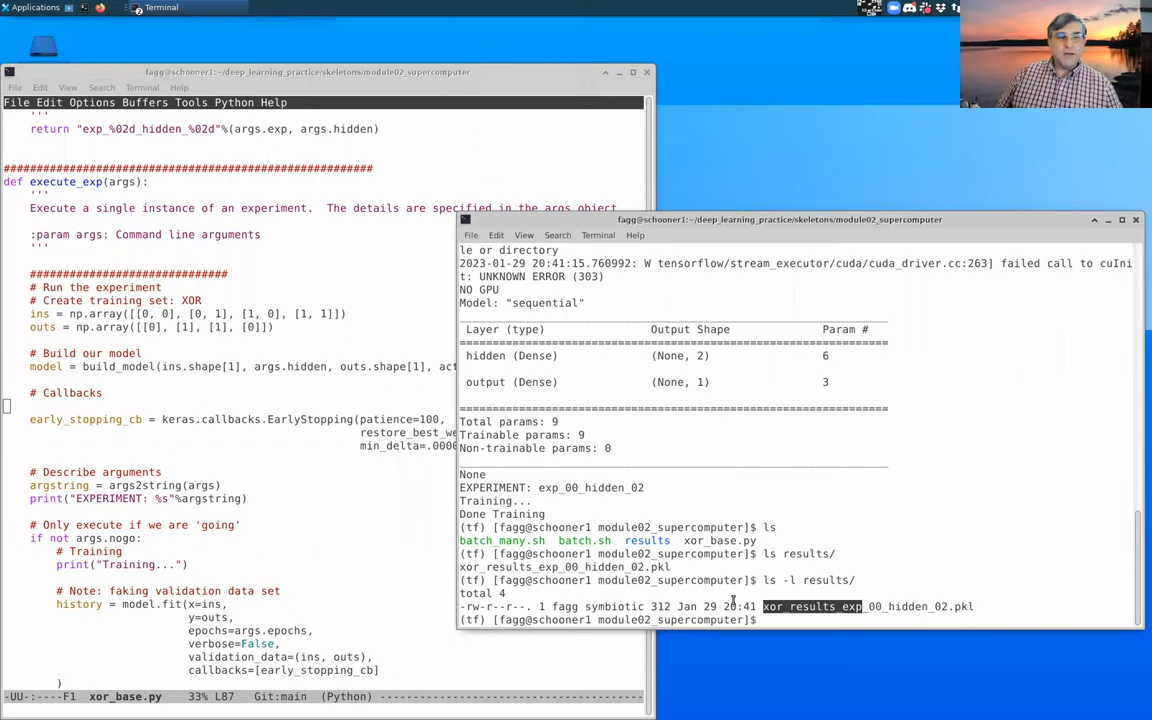 Applications
Terminal
fagg@schooner1:~/deep_learning_practice/skeletons/module02_supercomputer
File Edit View Search Terminal Help
File Edit Options Buffers Tools Python Help
'''
return "exp_%02d_hidden_%02d"%(args.exp, args.hidden)
#########################################################
def execute_exp(args):
'''
Execute a single instance of an experiment.  The details are specified in the args object
:param args: Command line arguments
'''
##############################
# Run the experiment
# Create training set: XOR
ins = np.array([[0, 0], [0, 1], [1, 0], [1, 1]])
outs = np.array([[0], [1], [1], [0]])
# Build our model
model = build_model(ins.shape[1], args.hidden, outs.shape[1], act
# Callbacks
early_stopping_cb = keras.callbacks.EarlyStopping(patience=100,
restore_best_we
min_delta=.0000
# Describe arguments
argstring = args2string(args)
print("EXPERIMENT: %s"%argstring)
# Only execute if we are 'going'
if not args.nogo:
# Training
print("Training...")
# Note: faking validation data set
history = model.fit(x=ins,
y=outs,
epochs=args.epochs,
verbose=False,
validation_data=(ins, outs),
callbacks=[early_stopping_cb]
)
-UU-:----F1  xor_base.py    33% L87    Git:main  (Python) ----------------------------------------
fagg@schooner1:~/deep_learning_practice/skeletons/module02_supercomputer
File Edit View Search Terminal Help
le or directory
2023-01-29 20:41:15.760992: W tensorflow/stream_executor/cuda/cuda_driver.cc:263] failed call to cuIni
t: UNKNOWN ERROR (303)
NO GPU
Model: "sequential"
Layer (type) Output Shape Param #
=================================================================
hidden (Dense) (None, 2) 6
output (Dense) (None, 1) 3
=================================================================
Total params: 9
Trainable params: 9
Non-trainable params: 0
None
EXPERIMENT: exp_00_hidden_02
Training...
Done Training
(tf) [fagg@schooner1 module02_supercomputer]$ ls
batch_many.sh  batch.sh  results  xor_base.py
(tf) [fagg@schooner1 module02_supercomputer]$ ls results/
xor_results_exp_00_hidden_02.pkl
(tf) [fagg@schooner1 module02_supercomputer]$ ls -l results/
total 4
-rw-r--r--. 1 fagg symbiotic 312 Jan 29 20:41 xor_results_exp_00_hidden_02.pkl
(tf) [fagg@schooner1 module02_supercomputer]$